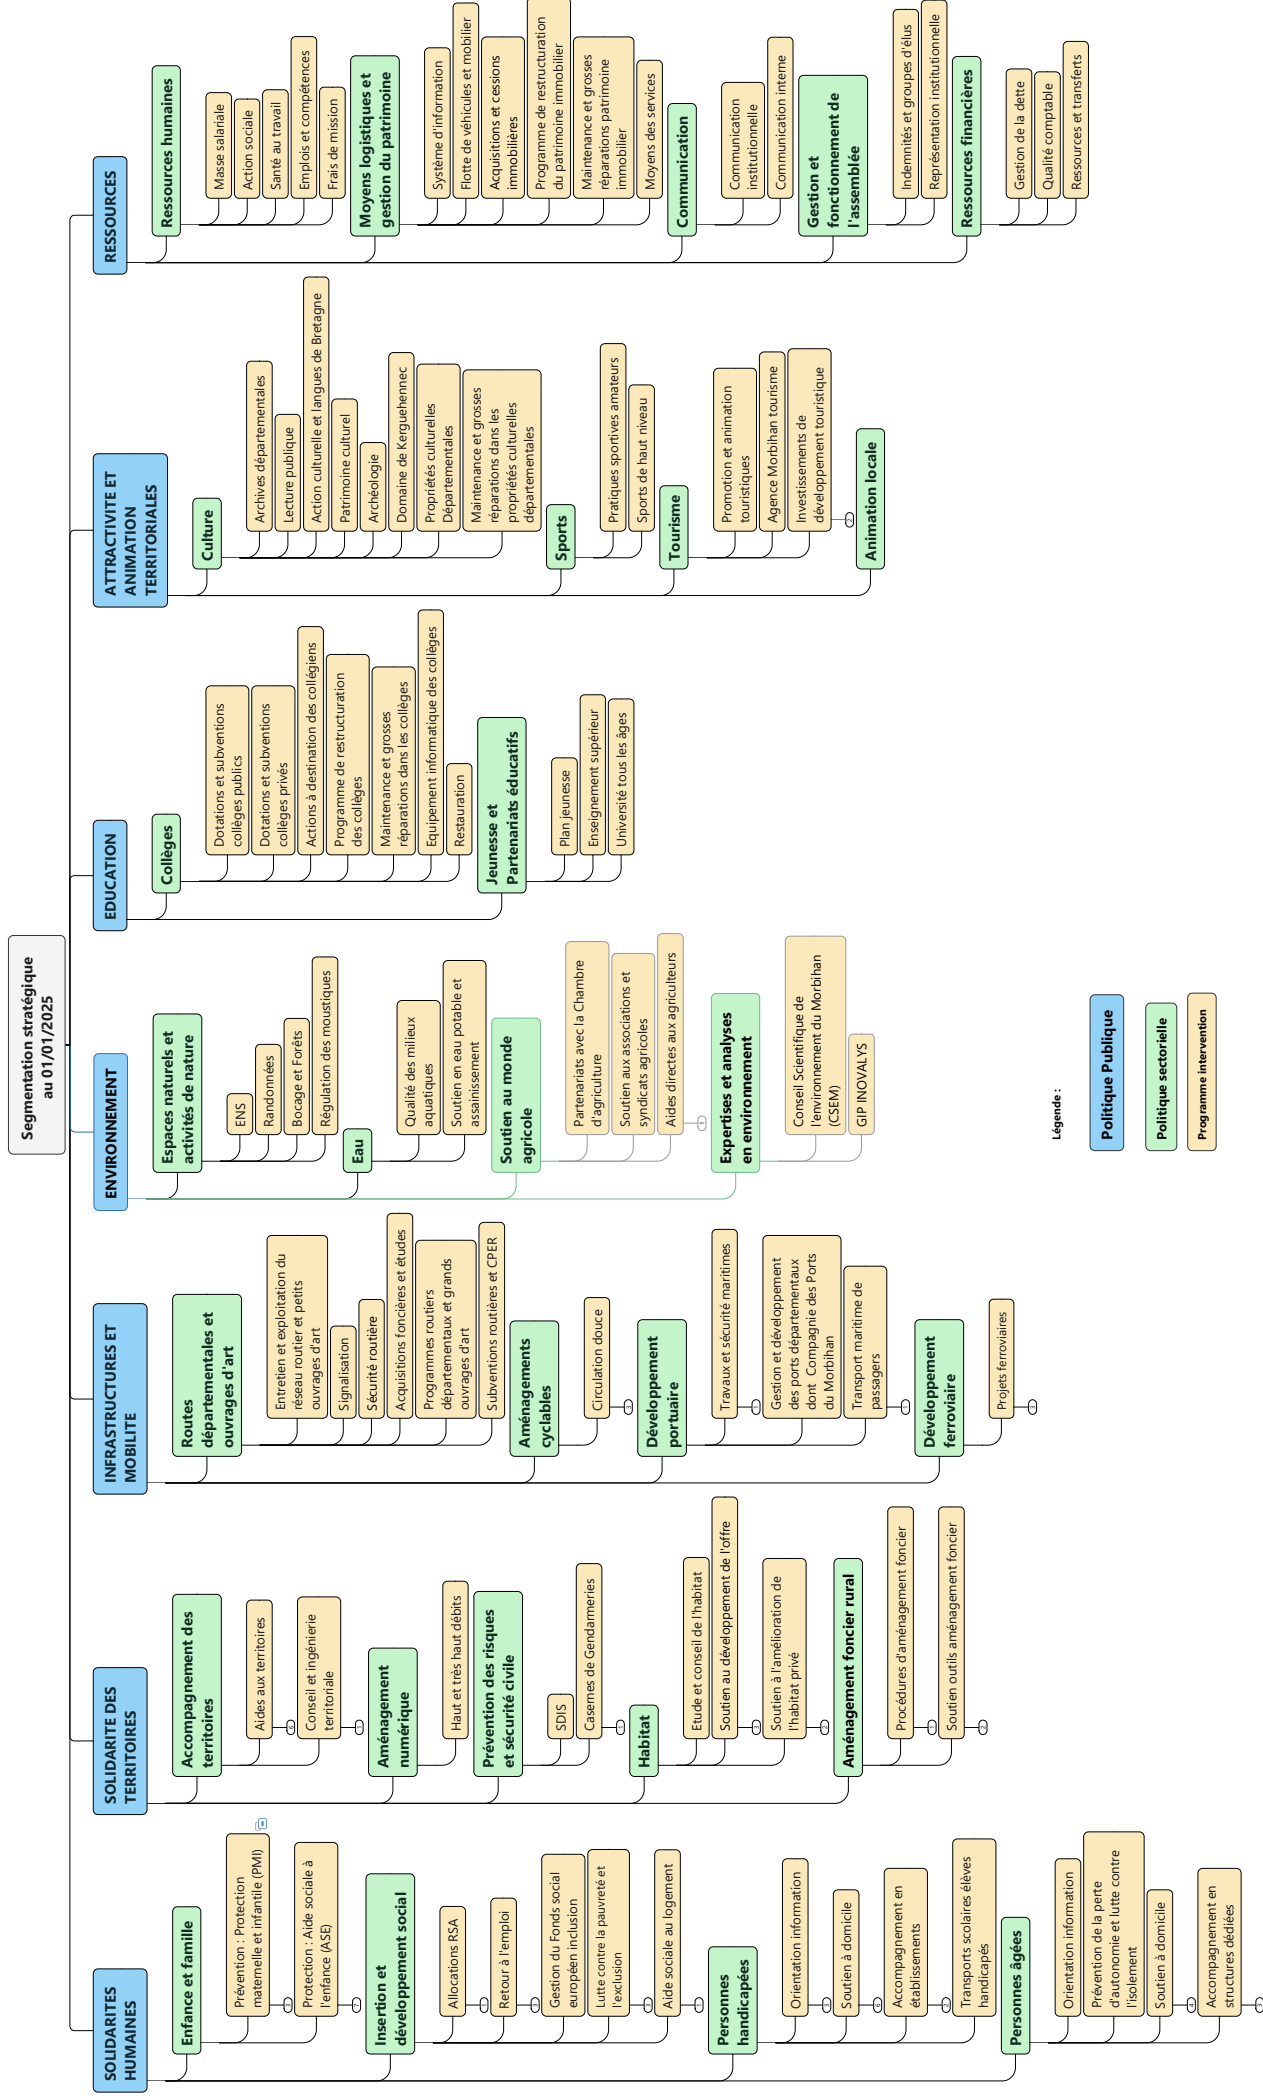 Segmentation stratégique
au 01/01/2025
SOLIDARITES
HUMAINES
Enfance et famille
Prévention : Protection
maternelle et infantile (PMI)
Protection : Aide sociale à
l'enfance (ASE)
Insertion et
développement social
Allocations RSA
Retour à l'emploi
Gestion du Fonds social
européen inclusion
Lutte contre la pauvreté et
l'exclusion
Aide sociale au logement
Personnes
handicapées
Orientation information
Soutien à domicile
Accompagnement en
établissements
Transports scolaires élèves
handicapés
Personnes âgées
Orientation information
Prévention de la perte
d'autonomie et lutte contre
l'isolement
Soutien à domicile
Accompagnement en
structures dédiées
SOLIDARITE DES
TERRITOIRES
Accompagnement des
territoires
Aides aux territoires
Conseil et ingénierie
territoriale
Aménagement
numérique
Haut et très haut débits
Prévention des risques
et sécurité civile
SDIS
Casernes de Gendarmeries
Habitat
Etude et conseil de l'habitat
Soutien au développement de l'offre
Soutien à l'amélioration de
l'habitat privé
Aménagement foncier rural
Procédures d'aménagement foncier
Soutien outils aménagement foncier
INFRASTRUCTURES ET
MOBILITE
Routes
départementales et
ouvrages d'art
Entretien et exploitation du
réseau routier et petits
ouvrages d'art
Signalisation
Sécurité routière
Acquisitions foncières et études
Programmes routiers
départementaux et grands
ouvrages d'art
Subventions routières et CPER
Aménagements
cyclables
Circulation douce
Développement
portuaire
Travaux et sécurité maritimes
Gestion et développement
des ports départementaux
dont Compagnie des Ports
du Morbihan
Transport maritime de
passagers
Développement
ferroviaire
Projets ferroviaires
ENVIRONNEMENT
Espaces naturels et
activités de nature
ENS
Randonnées
Bocage et Forêts
Régulation des moustiques
Eau
Qualité des milieux
aquatiques
Soutien en eau potable et
assainissement
Soutien au monde
agricole
Partenariats avec la Chambre
d'agriculture
Soutien aux associations et
syndicats agricoles
Aides directes aux agriculteurs
Expertises et analyses
en environnement
Conseil Scientifique de
l'environnement du Morbihan
(CSEM)
GIP INOVALYS
EDUCATION
Collèges
Dotations et subventions
collèges publics
Dotations et subventions
collèges privés
Actions à destination des collégiens
Programme de restructuration
des collèges
Maintenance et grosses
réparations dans les collèges
Equipement informatique des collèges
Restauration
Jeunesse et
Partenariats éducatifs
Plan jeunesse
Enseignement supérieur
Université tous les âges
ATTRACTIVITE ET
ANIMATION
TERRITORIALES
Culture
Archives départementales
Lecture publique
Action culturelle et langues de Bretagne
Patrimoine culturel
Archéologie
Domaine de Kerguehennec
Propriétés culturelles
Départementales
Maintenance et grosses
réparations dans les
propriétés culturelles
départementales
Sports
Pratiques sportives amateurs
Sports de haut niveau
Tourisme
Promotion et animation
touristiques
Agence Morbihan tourisme
Investissements de
développement touristique
Animation locale
RESSOURCES
Ressources humaines
Masse salariale
Action sociale
Santé au travail
Emplois et compétences
Frais de mission
Moyens logistiques et
gestion du patrimoine
Système d'information
Flotte de véhicules et mobilier
Acquisitions et cessions
immobilières
Programme de restructuration
du patrimoine immobilier
Maintenance et grosses
réparations patrimoine
immobilier
Moyens des services
Communication
Communication
institutionnelle
Communication interne
Gestion et
fonctionnement de
l'assemblée
Indemnités et groupes d'élus
Représentation institutionnelle
Ressources financières
Gestion de la dette
Qualité comptable
Ressources et transferts
Légende :
Politique Publique
Politique sectorielle
Programme intervention